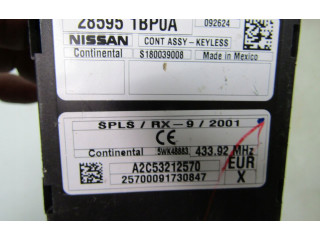 28595 1BP0A 092624
NISSAN CONT ASSY-KEYLESS
Continental S180039008 Made in Mexico
SPLS / RX-9 / 2001
CE
Continental 5WK48883 433.92 MHz
A2C53212570 EUR
25700091730847 X